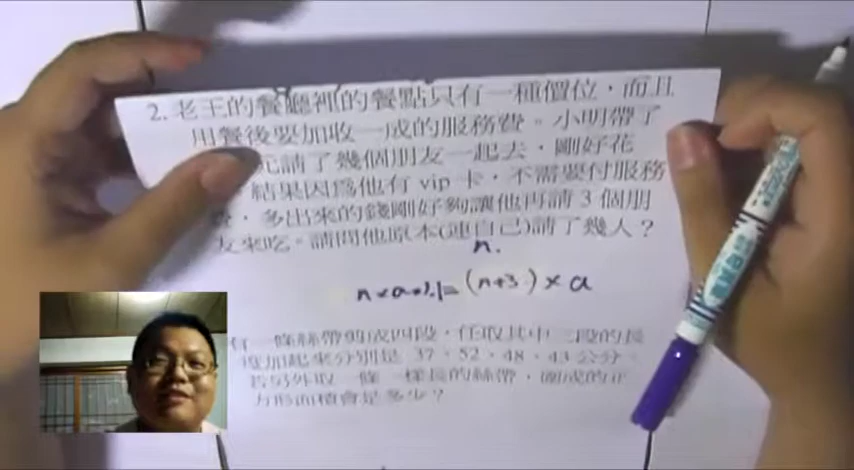 2. 老王的餐廳裡的餐點只有一種價位，而且
用餐後要加收一成的服務費。小明帶了
元請了幾個朋友一起去，剛好花
結果因為他有 vip 卡，不需要付服務
費，多出來的錢剛好夠讓他再請 3 個朋
友來吃。請問他原本(連自己)請了幾人？
n.
n×a×1.1=(n+3)×a
有一條絲帶剪成四段，任取其中三段的長
度加起來分別是 37、52、48、43 公分。
若另外取一條一樣長的絲帶，圍成的正
方形面積會是多少？